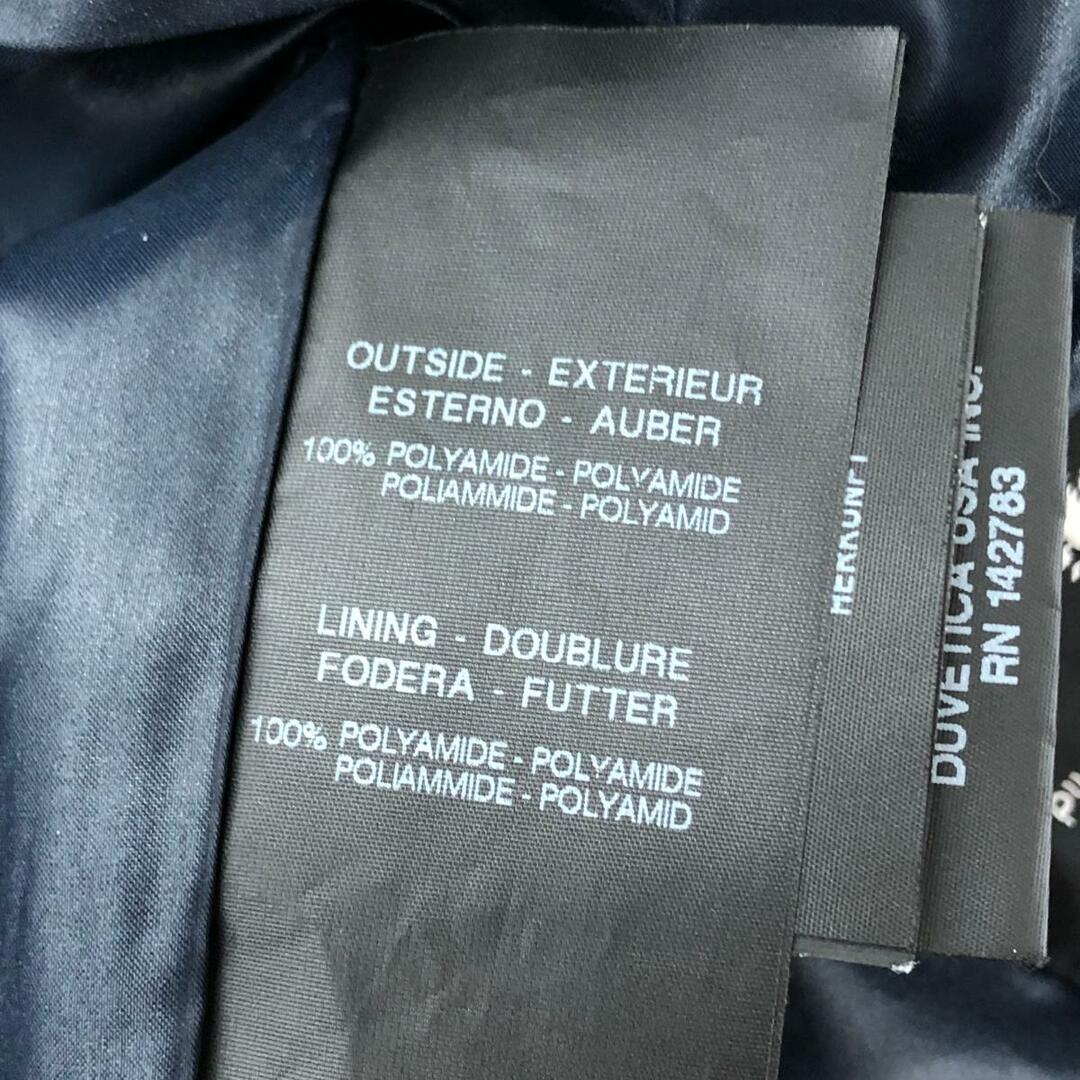 OUTSIDE - EXTERIEUR
ESTERNO - AUBER
100% POLYAMIDE - POLYAMIDE
POLIAMMIDE - POLYAMID
LINING - DOUBLURE
FODERA - FUTTER
100% POLYAMIDE - POLYAMIDE
POLIAMMIDE - POLYAMID
HERKUNFT
DUVETICA USA INC.
RN 142783